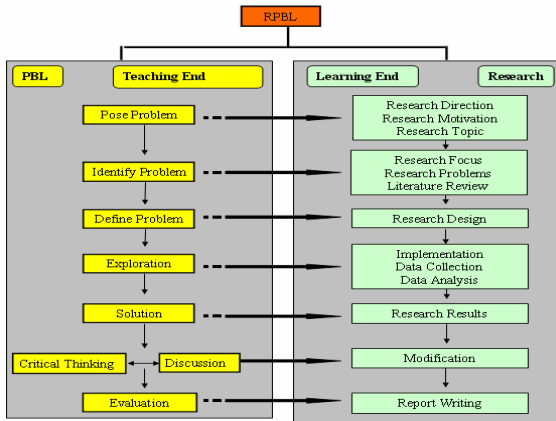 RPBL
PBL
Teaching End
Pose Problem
Identify Problem
Define Problem
Exploration
Solution
Critical Thinking
Discussion
Evaluation
Learning End
Research
Research Direction
Research Motivation
Research Topic
Research Focus
Research Problems
Literature Review
Research Design
Implementation
Data Collection
Data Analysis
Research Results
Modification
Report Writing